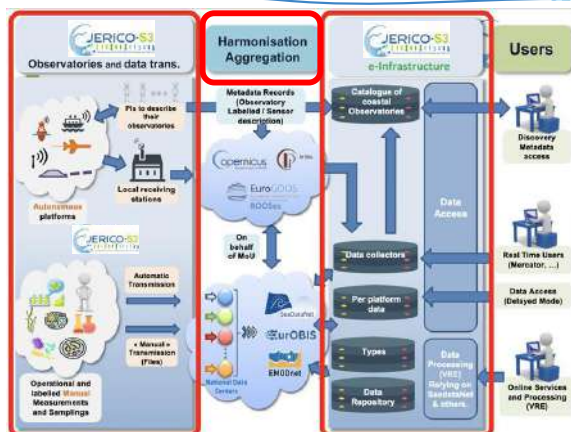 JERICO-S3
Observatories and data trans.
Harmonisation
Aggregation
JERICO-S3
e-Infrastructure
Users
PIs to describe
their
observatories
Autonomous
platforms
Local receiving
stations
Metadata Records
(Observatory
Labelled / Sensor
description)
Copernicus
EuroGOOS
ROOSes
On
behalf
of MoU
Catalogue of
coastal
Observatories
Data
Access
Discovery
Metadata
access
JERICO-S3
Automatic
Transmission
« Manual »
Transmission
(Files)
Operational and
labelled Manual
Measurements
and Samplings
SeaDataNet
EurOBIS
EMODnet
National Data
Centers
Data collectors
Per platform
data
Types
Data
Repository
Data
Processing
(VRE)
Relying on
SeedataNet
& others.
Real Time Users
(Mercator, ...)
Data Access
(Delayed Mode)
Online Services
and Processing
(VRE)